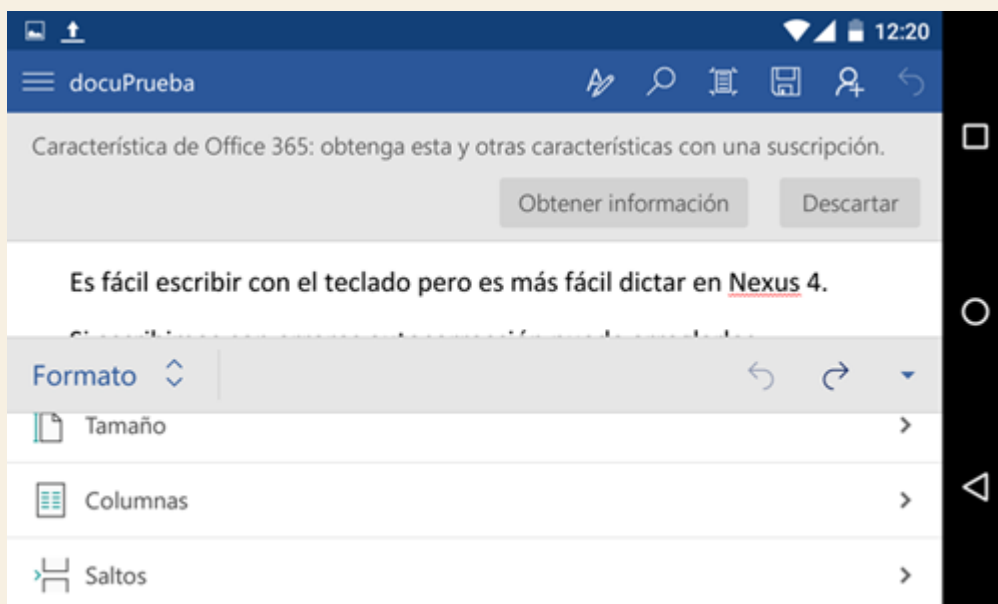 12:20
docuPrueba
Característica de Office 365: obtenga esta y otras características con una suscripción.
Obtener información Descartar
Es fácil escribir con el teclado pero es más fácil dictar en Nexus 4.
Formato
Tamaño
Columnas
Saltos